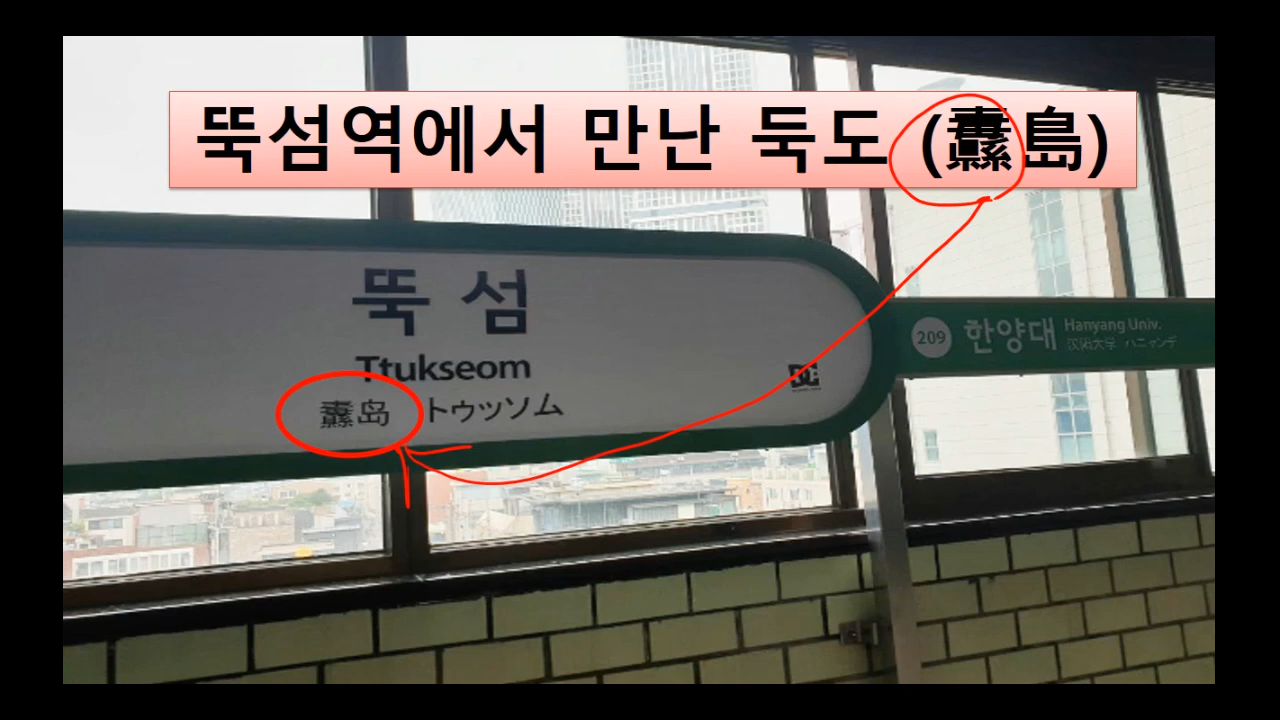 뚝섬역에서 만난 둑도 (纛島)
뚝섬
Ttukseom
纛岛 トゥッソム
209 한양대 Hanyang Univ.
汉阳大学 ハニャンデ